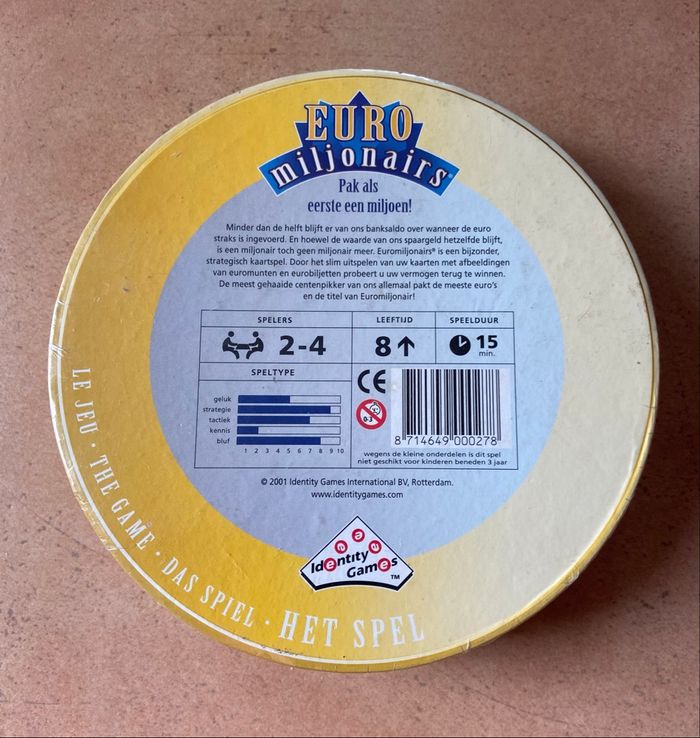 EURO
miljonairs®
Pak als
eerste een miljoen!
Minder dan de helft blijft er van ons banksaldo over wanneer de euro
straks is ingevoerd. En hoewel de waarde van ons spaargeld hetzelfde blijft,
is een miljonair toch geen miljonair meer. Euromiljonairs® is een bijzonder,
strategisch kaartspel. Door het slim uitspelen van uw kaarten met afbeeldingen
van euromunten en eurobiljetten probeert u uw vermogen terug te winnen.
De meest gehaaide centenpikker van ons allemaal pakt de meeste euro's
en de titel van Euromiljonair!
SPELERS
2-4
LEEFTIJD
8
SPEELDUUR
15
min.
SPELTYPE
geluk
strategie
tactiek
kennis
bluf
1 2 3 4 5 6 7 8 9 10
CE
0-3
8 714649 000278
wegens de kleine onderdelen is dit spel
niet geschikt voor kinderen beneden 3 jaar
© 2001 Identity Games International BV, Rotterdam.
www.identitygames.com
Identity
Games
TM
LE JEU · THE GAME · DAS SPIEL · HET SPEL